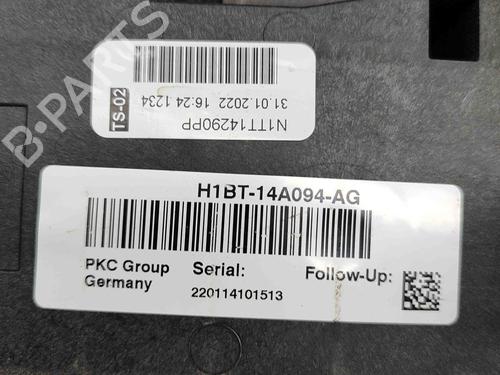 B-PARTS
TS-02
31.01.2022 16:24 1234
N1TT14290PP
H1BT-14A094-AG
PKC Group
Germany
Serial:
220114101513
Follow-Up: